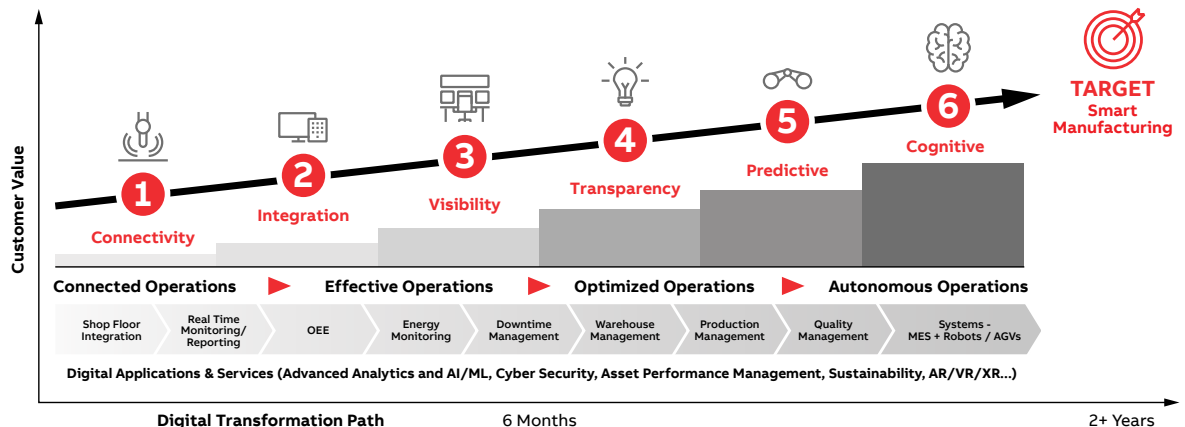 Customer Value
1
Connectivity
2
Integration
3
Visibility
4
Transparency
5
Predictive
6
Cognitive
TARGET
Smart
Manufacturing
Connected Operations
Effective Operations
Optimized Operations
Autonomous Operations
Shop Floor
Integration
Real Time
Monitoring/
Reporting
OEE
Energy
Monitoring
Downtime
Management
Warehouse
Management
Production
Management
Quality
Management
Systems -
MES + Robots / AGVs
Digital Applications & Services (Advanced Analytics and AI/ML, Cyber Security, Asset Performance Management, Sustainability, AR/VR/XR...)
Digital Transformation Path
6 Months
2+ Years